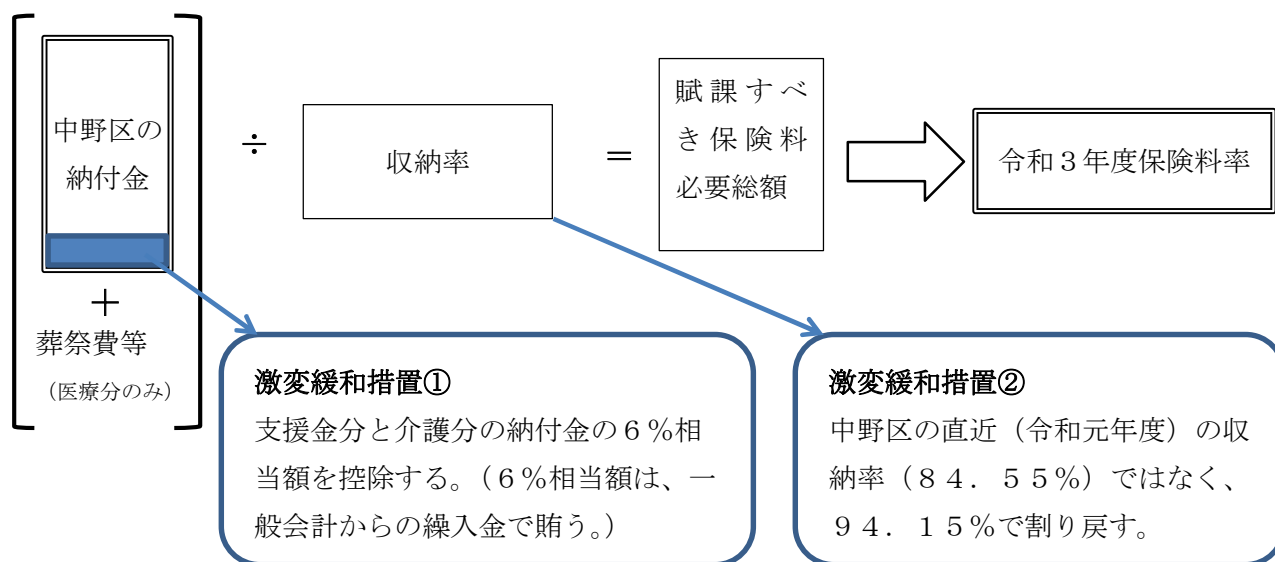 中野区の
納付金
＋
葬祭費等
（医療分のみ）
÷
収納率
＝
賦課すべ
き保険料
必要総額
令和３年度保険料率
激変緩和措置①
支援金分と介護分の納付金の６％相
当額を控除する。（６％相当額は、一
般会計からの繰入金で賄う。）
激変緩和措置②
中野区の直近（令和元年度）の収
納率（８４．５５％）ではなく、
９４．１５％で割り戻す。